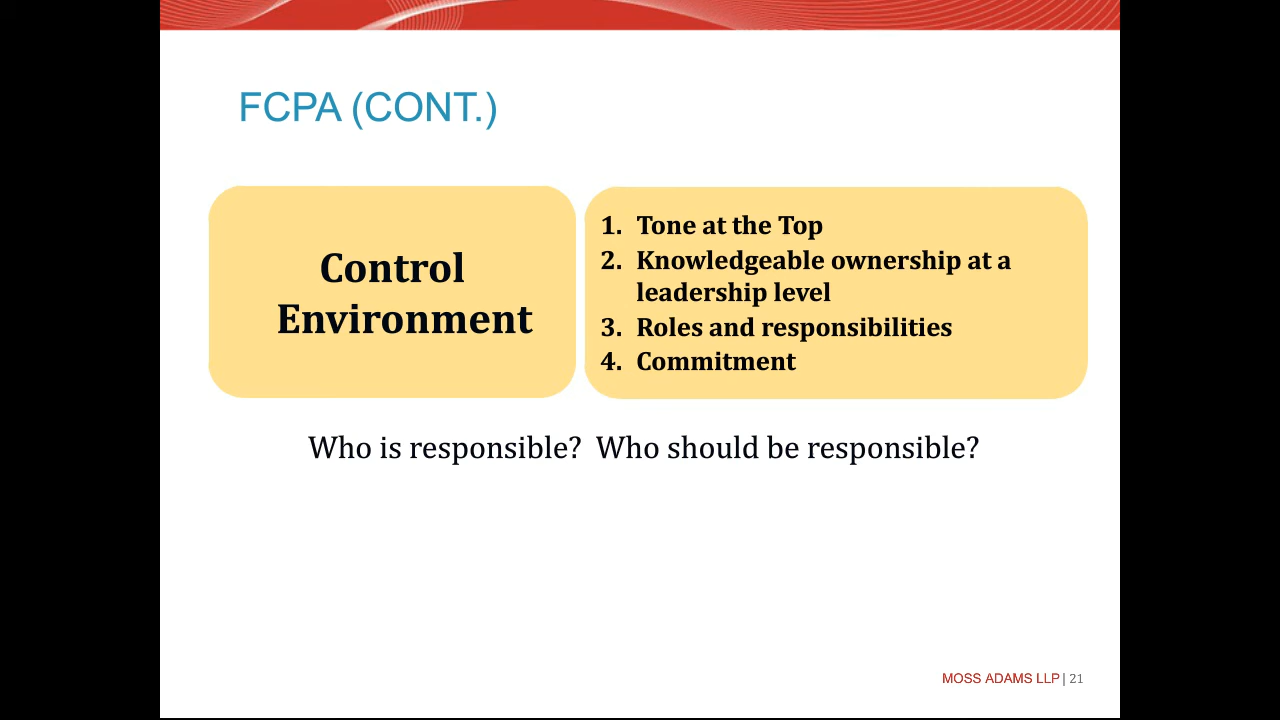 FCPA (CONT.)
Control
Environment
1. Tone at the Top
2. Knowledgeable ownership at a
leadership level
3. Roles and responsibilities
4. Commitment
Who is responsible?  Who should be responsible?
MOSS ADAMS LLP | 21